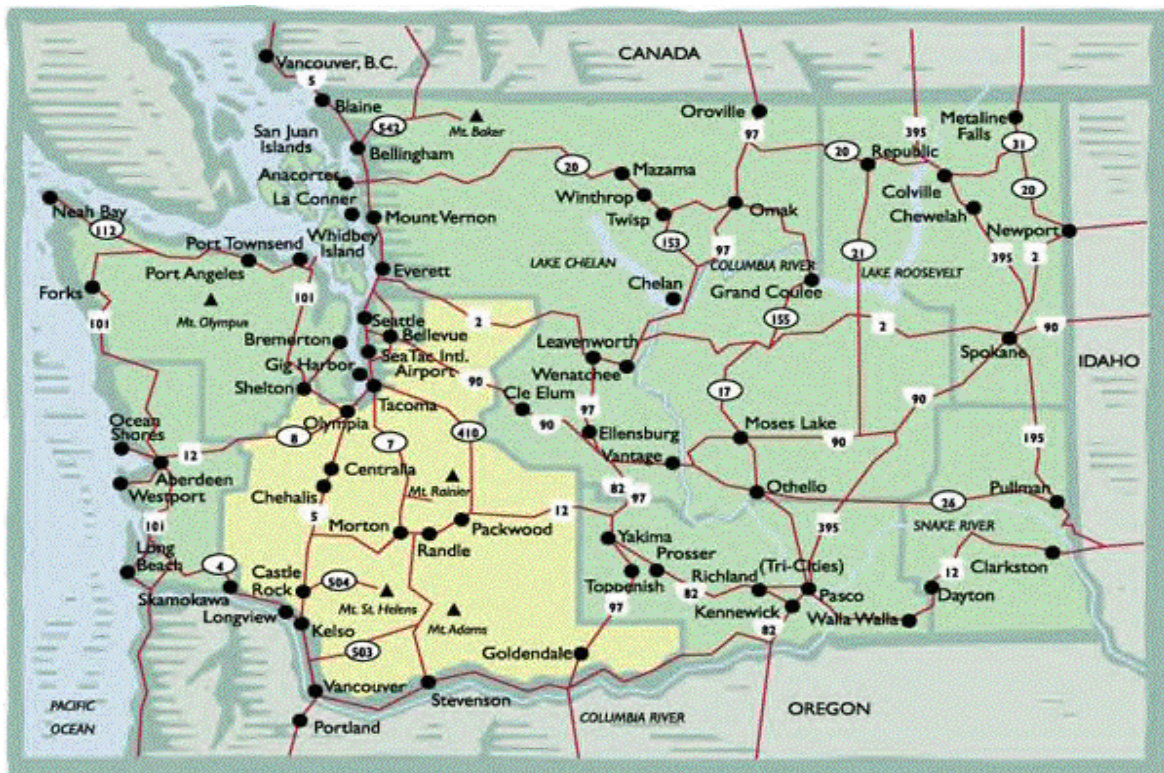 CANADA
Vancouver, B.C.
5
Blaine
Oroville
Metaline
Falls
542
Mt. Baker
97
395
31
San Juan
Islands
Bellingham
20
20
Republic
Anacortes
Mazama
Colville
20
La Conner
Winthrop
Omak
Chewelah
Neah Bay
Mount Vernon
Twisp
Newport
112
Port Townsend
Whidbey
Island
153
97
21
395
2
Port Angeles
Everett
LAKE CHELAN
COLUMBIA RIVER
LAKE ROOSEVELT
Forks
101
Chelan
Grand Coulee
Mt. Olympus
101
Seattle
2
155
2
90
Bremerton
Bellevue
Leavenworth
Spokane
Gig Harbor
SeaTac Intl.
Airport
90
Wenatchee
IDAHO
Shelton
Tacoma
Cle Elum
17
90
Olympia
97
Ocean
Shores
8
7
410
90
Ellensburg
Moses Lake
90
195
12
Vantage
Aberdeen
Centralia
Westport
Mt. Rainier
82
Othello
Pullman
Chehalis
97
26
101
5
Morton
Packwood
12
395
SNAKE RIVER
Randle
Yakima
Long
Beach
Prosser
(Tri-Cities)
Clarkston
4
Castle
Rock
504
Toppenish
Richland
12
Skamokawa
Mt. St. Helens
82
Pasco
Dayton
Longview
Mt. Adams
97
Kennewick
Walla Walla
Kelso
82
503
Goldendale
Vancouver
Stevenson
PACIFIC
OCEAN
Portland
COLUMBIA RIVER
OREGON